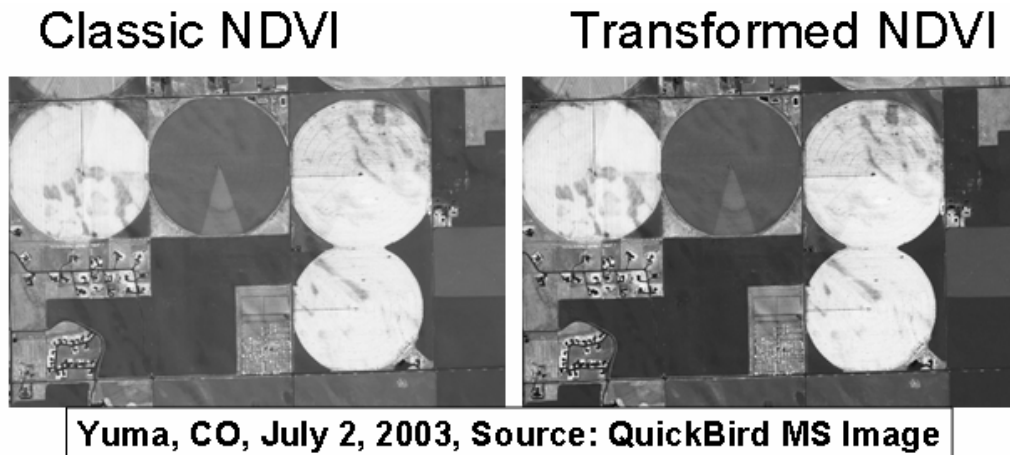 Classic NDVI
Transformed NDVI
Yuma, CO, July 2, 2003, Source: QuickBird MS Image